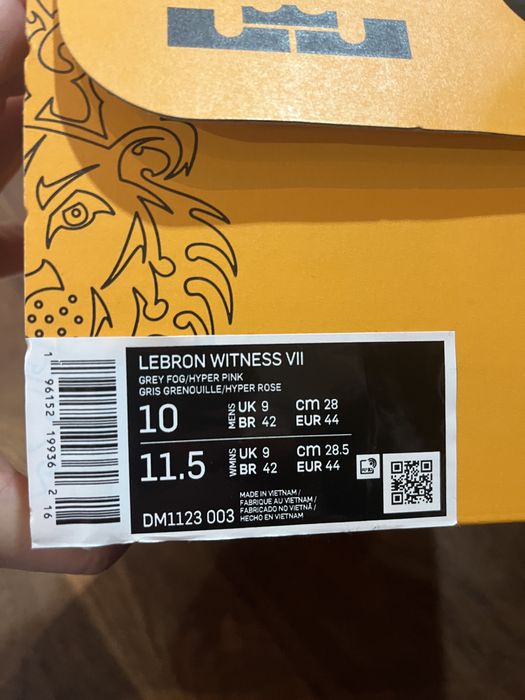 LEBRON WITNESS VII
GREY FOG/HYPER PINK
GRIS GRENOUILLE/HYPER ROSE
10 MENS UK 9 cm 28
BR 42 EUR 44
11.5 WMNS UK 9 cm 28.5
BR 42 EUR 44
DM1123 003
MADE IN VIETNAM /
FABRIQUE AU VIETNAM /
FABRICADO NO VIETNÃ /
HECHO EN VIETNAM
1 96152 19936 2 16